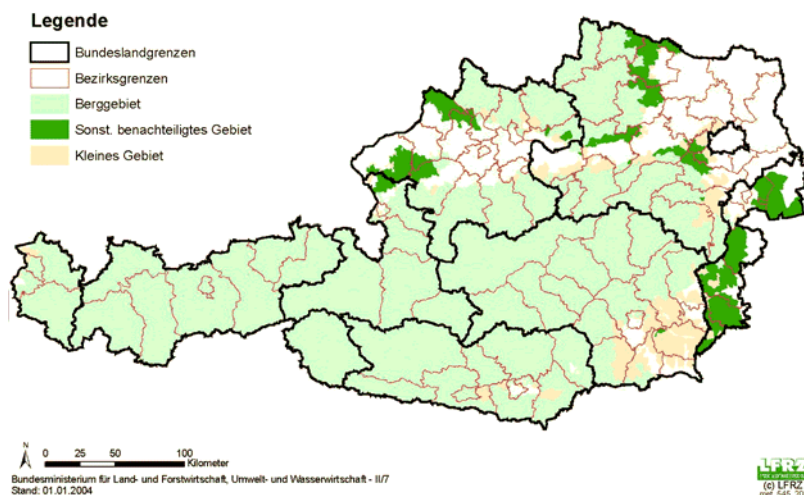 Legende
Bundeslandgrenzen
Bezirksgrenzen
Berggebiet
Sonst. benachteiligtes Gebiet
Kleines Gebiet
N
0 25 50 100
Kilometer
Bundesministerium für Land- und Forstwirtschaft, Umwelt- und Wasserwirtschaft - II/7
Stand: 01.01.2004
LFRZ
(c) LFRZ